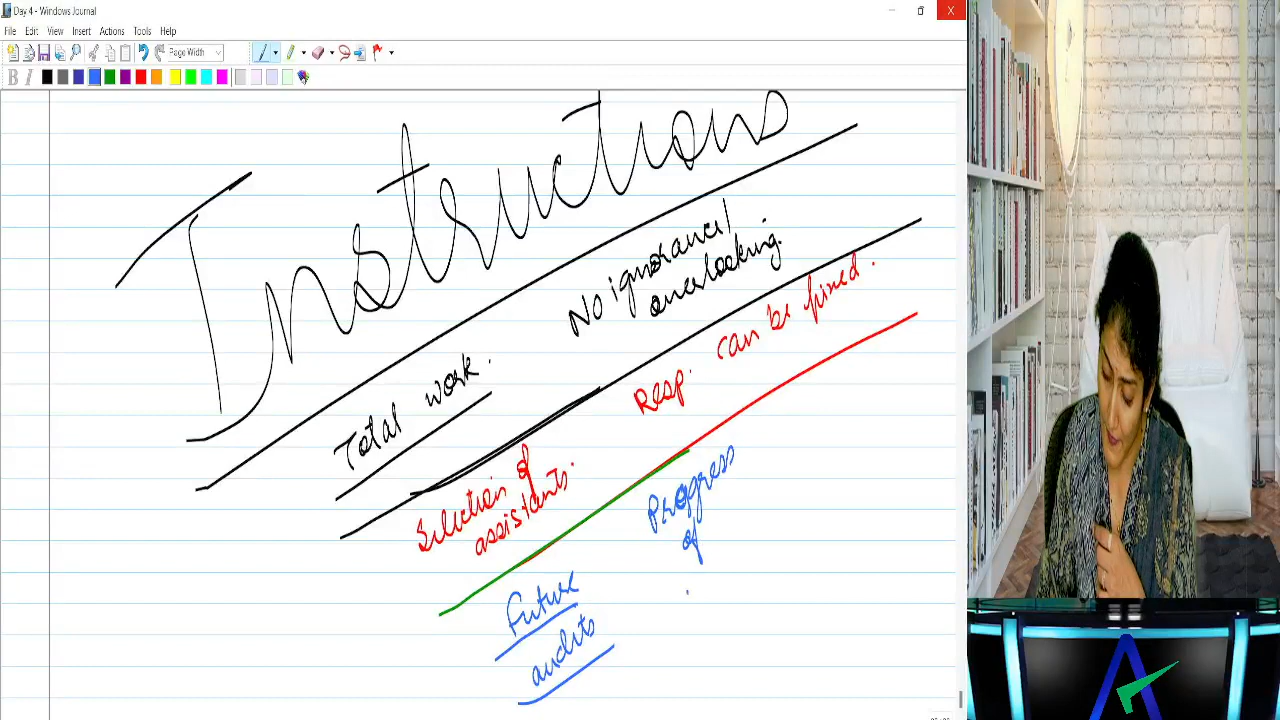 Day 4 - Windows Journal
File Edit View Insert Actions Tools Help
Page Width
B I
Instructions
Total work.
No ignorance/
overlooking.
Selection of
assistants.
Resp. can be fixed.
Future
audits
Progress
of